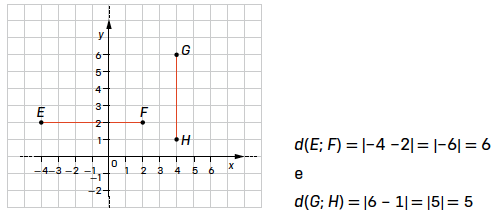 y
6
G
5
4
3
E
F
2
1
H
-4 -3 -2 -1 0 1 2 3 4 5 6 x
-1
-2
d(E; F) = |-4 -2| = |-6| = 6
e
d(G; H) = |6 - 1| = |5| = 5